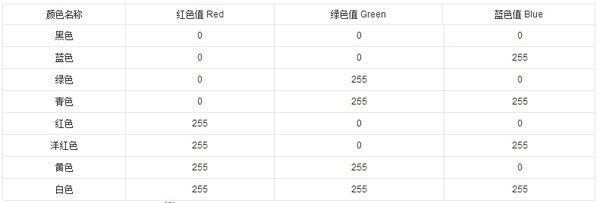 颜色名称 红色值 Red 绿色值 Green 蓝色值 Blue
黑色 0 0 0
蓝色 0 0 255
绿色 0 255 0
青色 0 255 255
红色 255 0 0
洋红色 255 0 255
黄色 255 255 0
白色 255 255 255